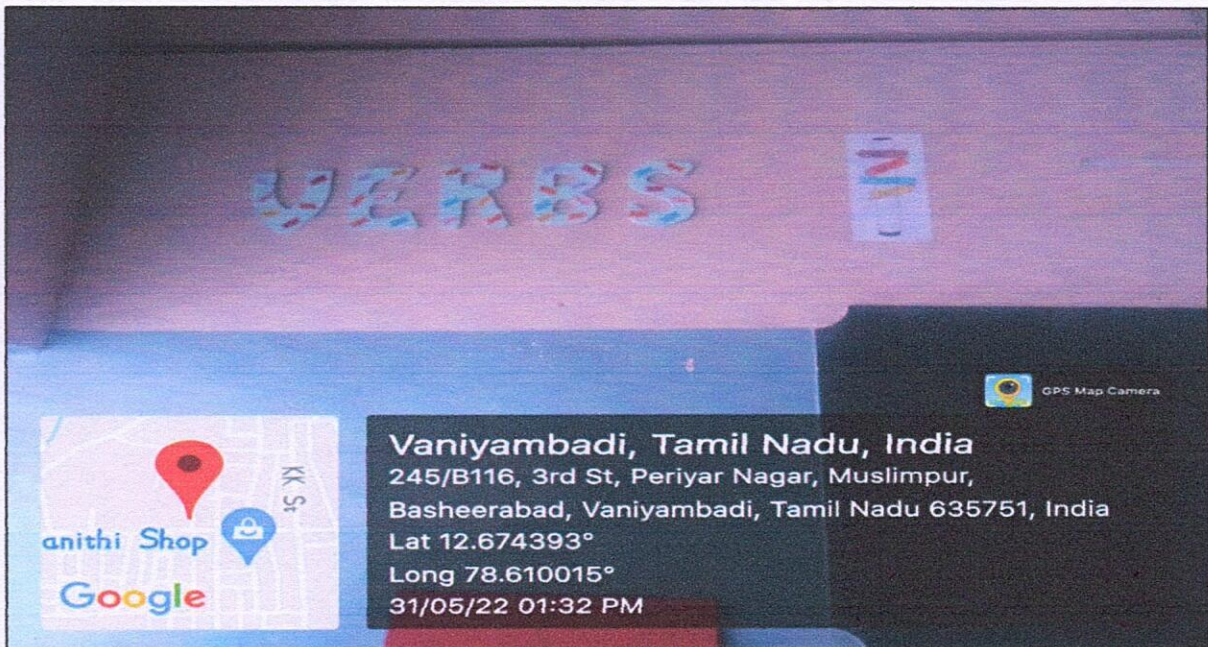 VERBS
GPS Map Camera
Vaniyambadi, Tamil Nadu, India
245/B116, 3rd St, Periyar Nagar, Muslimpur,
Basheerabad, Vaniyambadi, Tamil Nadu 635751, India
Lat 12.674393°
Long 78.610015°
31/05/22 01:32 PM
KK St
anithi Shop
Google